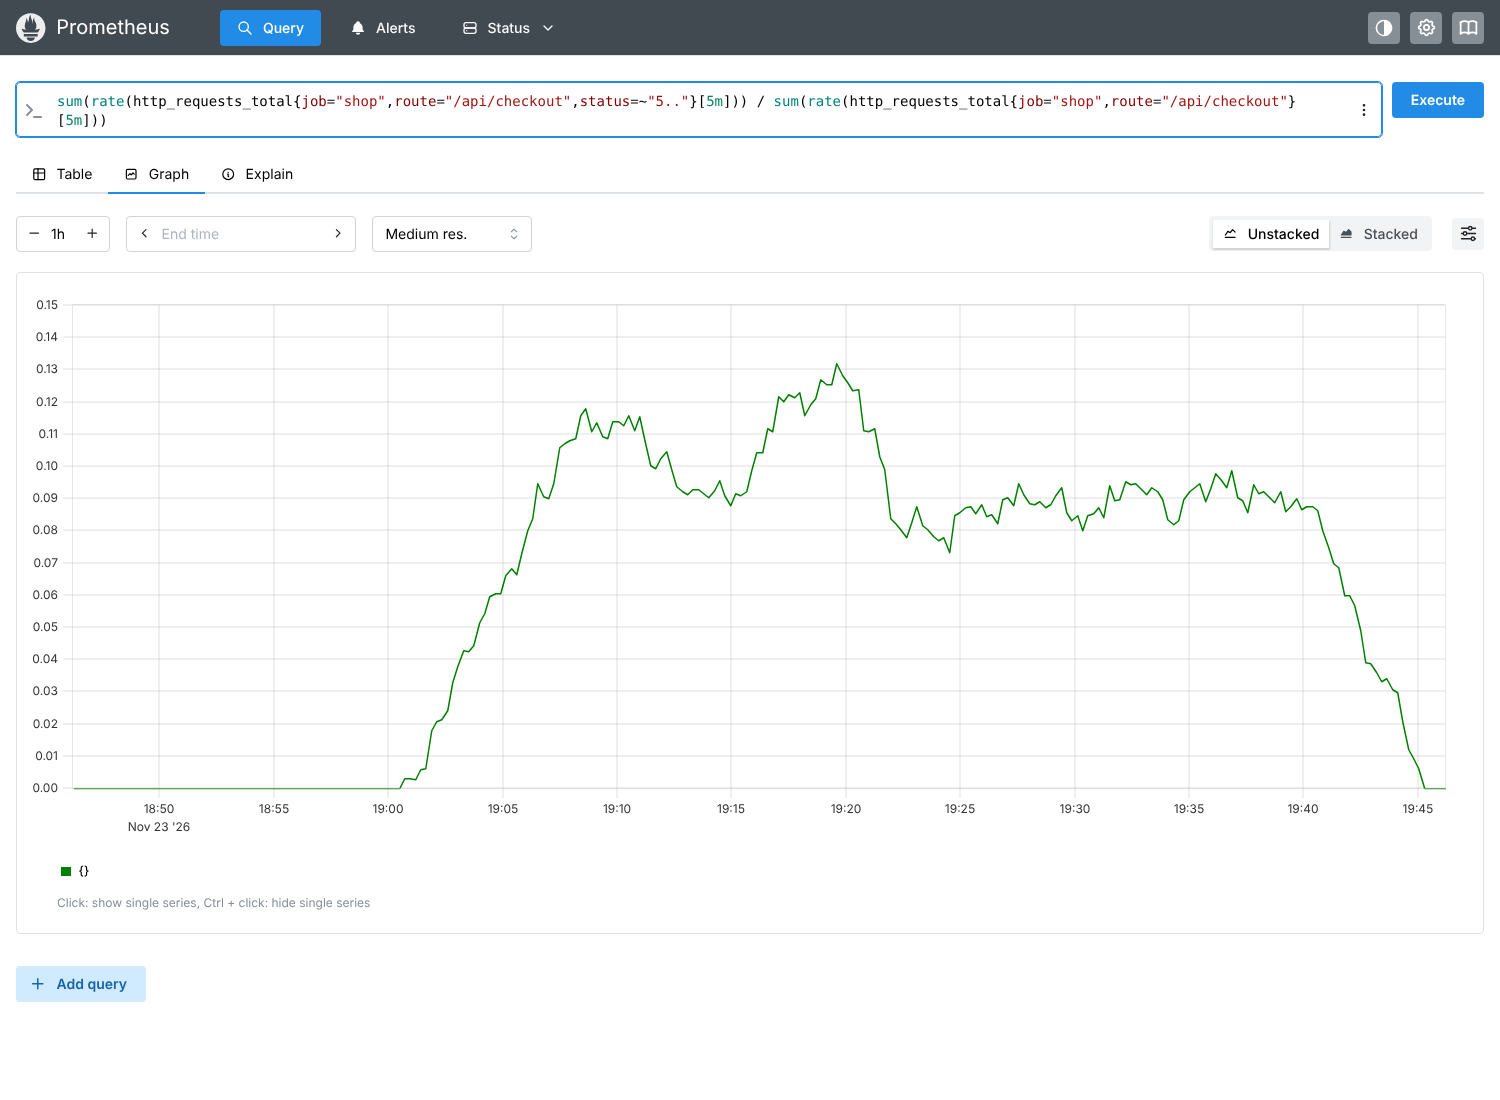 Prometheus
Query
Alerts
Status
sum(rate(http_requests_total{job="shop",route="/api/checkout",status=~"5.."}[5m])) / sum(rate(http_requests_total{job="shop",route="/api/checkout"}
[5m]))
Execute
Table
Graph
Explain
1h
End time
Medium res.
Unstacked
Stacked
0.15
0.14
0.13
0.12
0.11
0.10
0.09
0.08
0.07
0.06
0.05
0.04
0.03
0.02
0.01
0.00
18:50
18:55
19:00
19:05
19:10
19:15
19:20
19:25
19:30
19:35
19:40
19:45
Nov 23 '26
{}
Click: show single series, Ctrl + click: hide single series
Add query